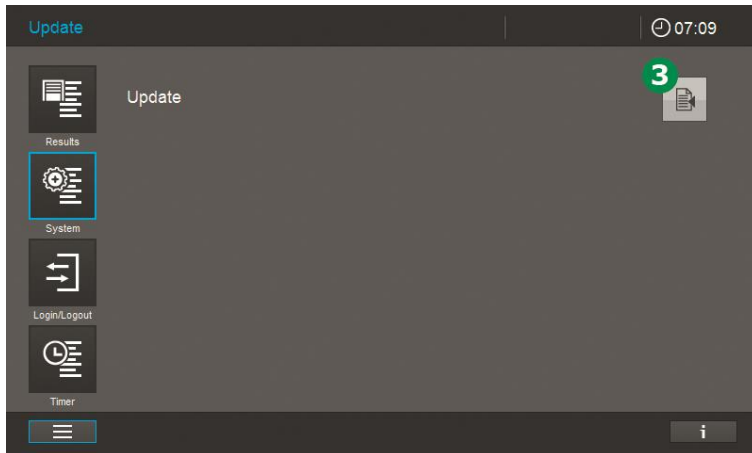 Update
07:09
3
Update
Results
System
Login/Logout
Timer
i